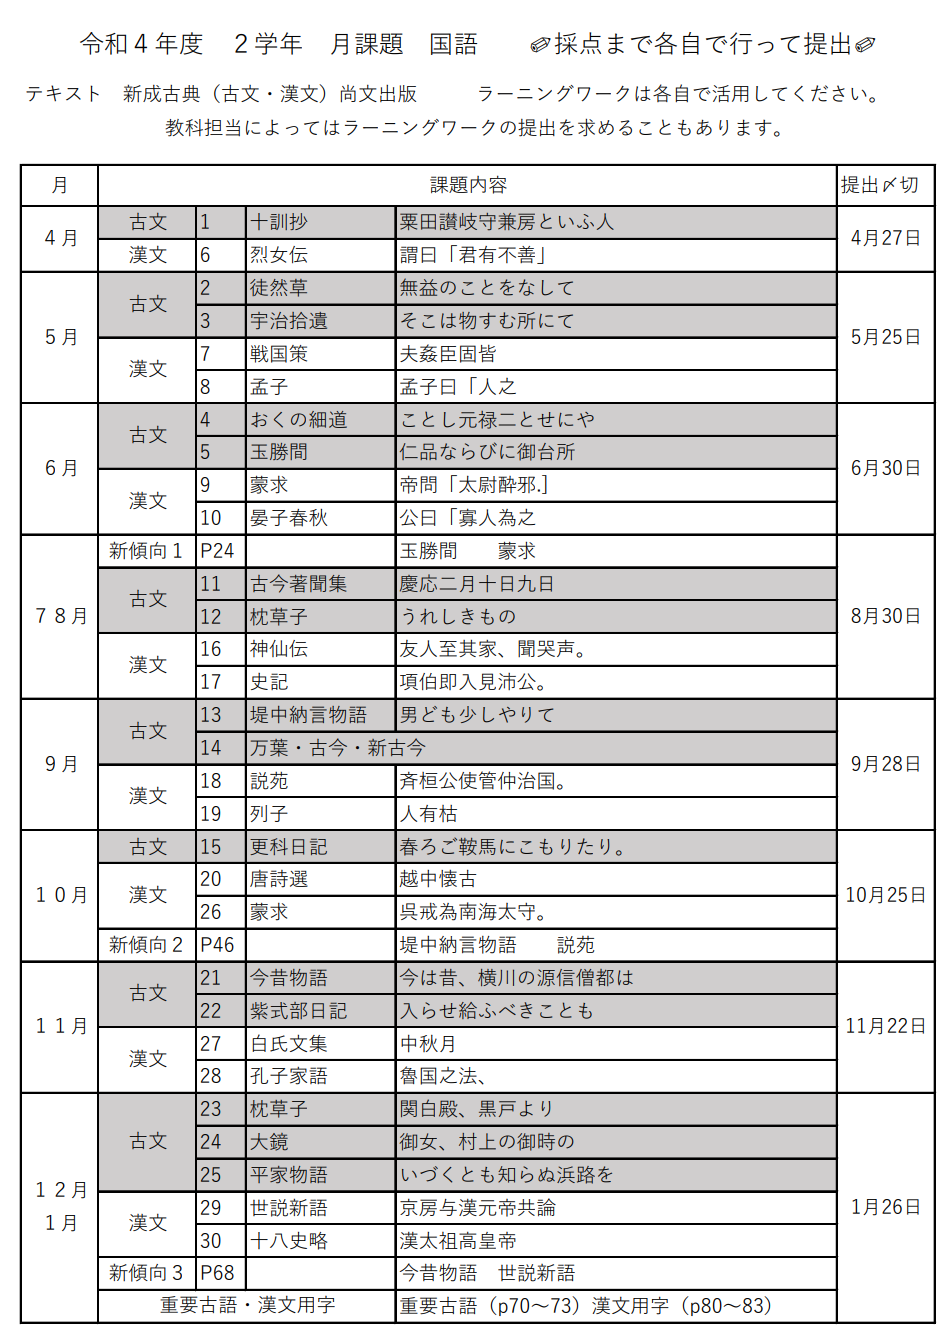 令和４年度　２学年　月課題　国語　　✐採点まで各自で行って提出✐
テキスト　新成古典（古文・漢文）尚文出版　　　ラーニングワークは各自で活用してください。
教科担当によってはラーニングワークの提出を求めることもあります。
月　課題内容　提出〆切
４月　古文　1　十訓抄　粟田讃岐守兼房といふ人　4月27日
漢文　6　烈女伝　謂曰「君有不善」
５月　古文　2　徒然草　無益のことをなして　5月25日
3　宇治拾遺　そこは物すむ所にて
漢文　7　戦国策　夫姦臣固皆
8　孟子　孟子曰「人之
６月　古文　4　おくの細道　ことし元禄二とせにや　6月30日
5　玉勝間　仁品ならびに御台所
漢文　9　蒙求　帝問「太尉酔邪.］
10　晏子春秋　公曰「寡人為之
７８月　新傾向１　P24　玉勝間　　蒙求　8月30日
古文　11　古今著聞集　慶応二月十日九日
12　枕草子　うれしきもの
漢文　16　神仙伝　友人至其家、聞哭声。
17　史記　項伯即入見沛公。
９月　古文　13　堤中納言物語　男ども少しやりて　9月28日
14　万葉・古今・新古今
漢文　18　説苑　斉桓公使管仲治国。
19　列子　人有枯
１０月　古文　15　更科日記　春ろご鞍馬にこもりたり。　10月25日
漢文　20　唐詩選　越中懐古
26　蒙求　呉戒為南海太守。
新傾向２　P46　堤中納言物語　　説苑
１１月　古文　21　今昔物語　今は昔、横川の源信僧都は　11月22日
22　紫式部日記　入らせ給ふべきことも
漢文　27　白氏文集　中秋月
28　孔子家語　魯国之法、
１２月　１月　古文　23　枕草子　関白殿、黒戸より　1月26日
24　大鏡　御女、村上の御時の
25　平家物語　いづくとも知らぬ浜路を
漢文　29　世説新語　京房与漢元帝共論
30　十八史略　漢太祖高皇帝
新傾向３　P68　今昔物語　世説新語
重要古語・漢文用字　重要古語（p70～73）漢文用字（p80～83）